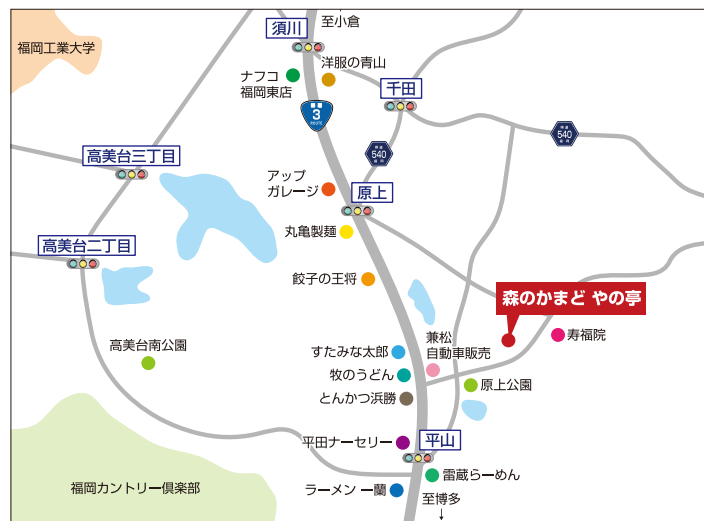 至小倉
須川
福岡工業大学
洋服の青山
ナフコ
福岡東店
千田
3
ROUTE
540
540
高美台三丁目
アップ
ガレージ
原上
丸亀製麺
高美台二丁目
餃子の王将
森のかまど やの亭
兼松
自動車販売
寿福院
高美台南公園
すたみな太郎
牧のうどん
原上公園
とんかつ浜勝
平田ナーセリー
平山
雷蔵らーめん
福岡カントリー倶楽部
ラーメン 一蘭
至博多